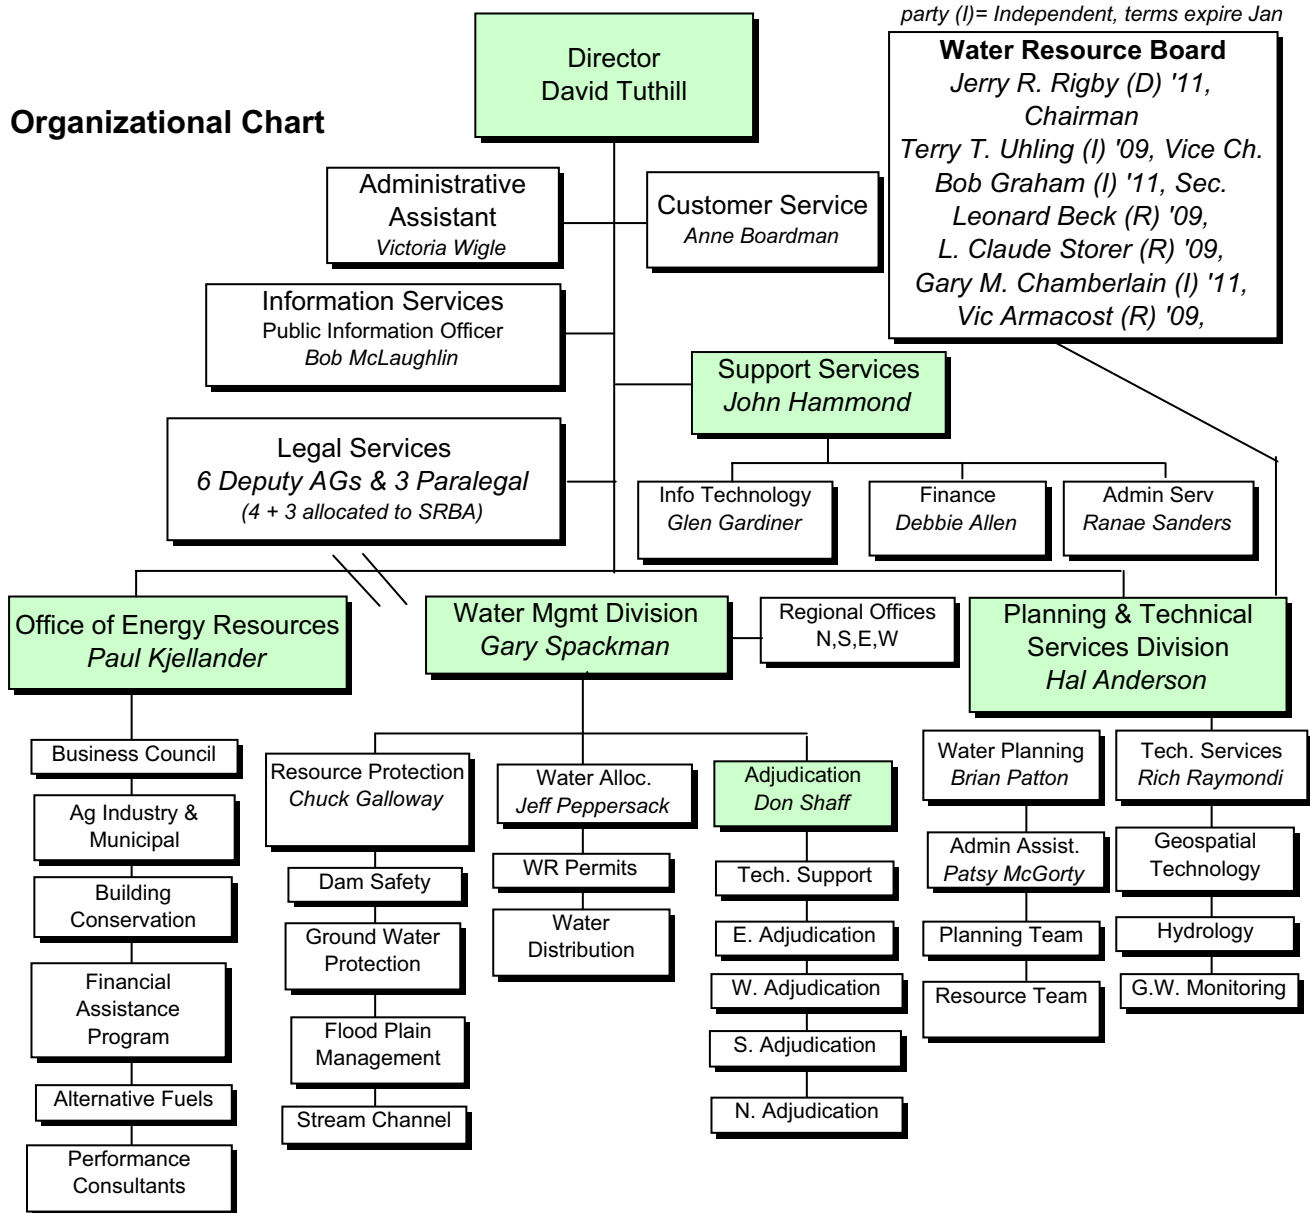 party (I)= Independent, terms expire Jan
Organizational Chart
Director
David Tuthill
Water Resource Board
Jerry R. Rigby (D) '11,
Chairman
Terry T. Uhling (I) '09, Vice Ch.
Bob Graham (I) '11, Sec.
Leonard Beck (R) '09,
L. Claude Storer (R) '09,
Gary M. Chamberlain (I) '11,
Vic Armacost (R) '09,
Administrative
Assistant
Victoria Wigle
Customer Service
Anne Boardman
Information Services
Public Information Officer
Bob McLaughlin
Support Services
John Hammond
Legal Services
6 Deputy AGs & 3 Paralegal
(4 + 3 allocated to SRBA)
Info Technology
Glen Gardiner
Finance
Debbie Allen
Admin Serv
Ranae Sanders
Office of Energy Resources
Paul Kjellander
Water Mgmt Division
Gary Spackman
Regional Offices
N,S,E,W
Planning & Technical
Services Division
Hal Anderson
Business Council
Ag Industry &
Municipal
Building
Conservation
Financial
Assistance
Program
Alternative Fuels
Performance
Consultants
Resource Protection
Chuck Galloway
Dam Safety
Ground Water
Protection
Flood Plain
Management
Stream Channel
Water Alloc.
Jeff Peppersack
WR Permits
Water
Distribution
Adjudication
Don Shaff
Tech. Support
E. Adjudication
W. Adjudication
S. Adjudication
N. Adjudication
Water Planning
Brian Patton
Admin Assist.
Patsy McGorty
Planning Team
Resource Team
Tech. Services
Rich Raymondi
Geospatial
Technology
Hydrology
G.W. Monitoring